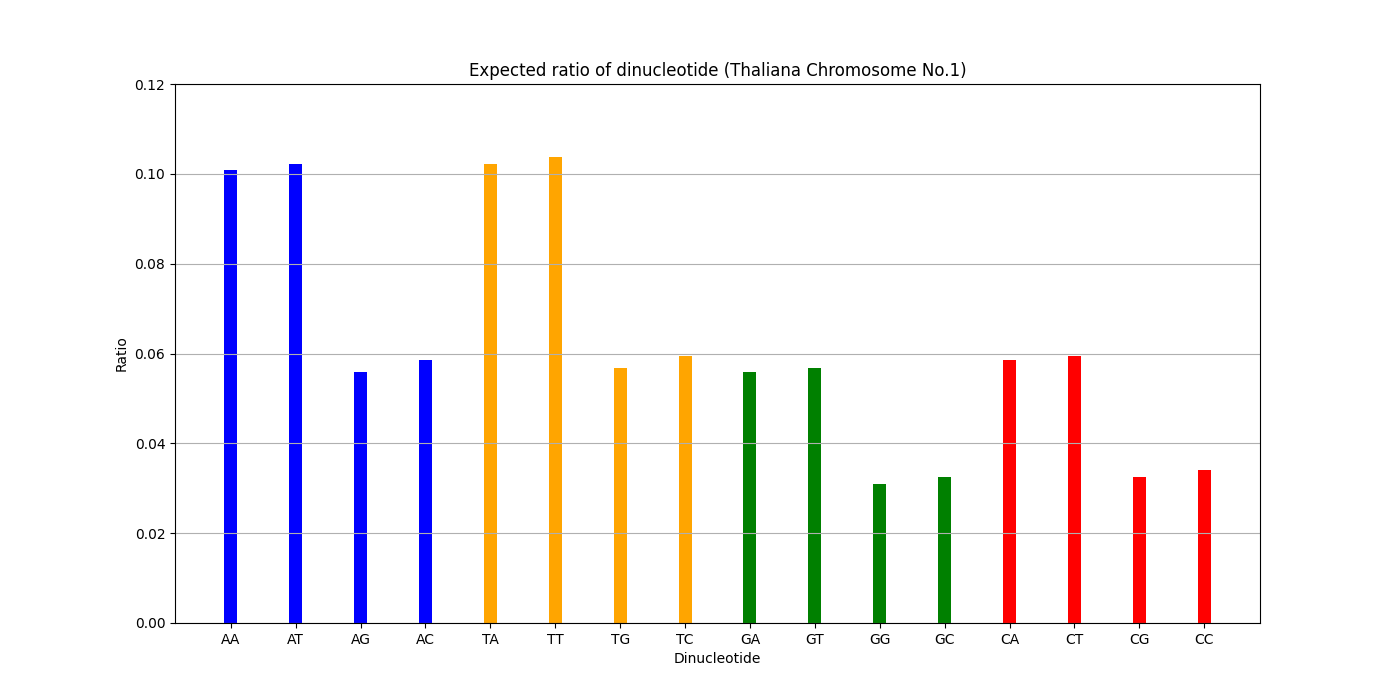 Expected ratio of dinucleotide (Thaliana Chromosome No.1)
0.12
0.10
0.08
0.06
0.04
0.02
0.00
Ratio
AA AT AG AC TA TT TG TC GA GT GG GC CA CT CG CC
Dinucleotide